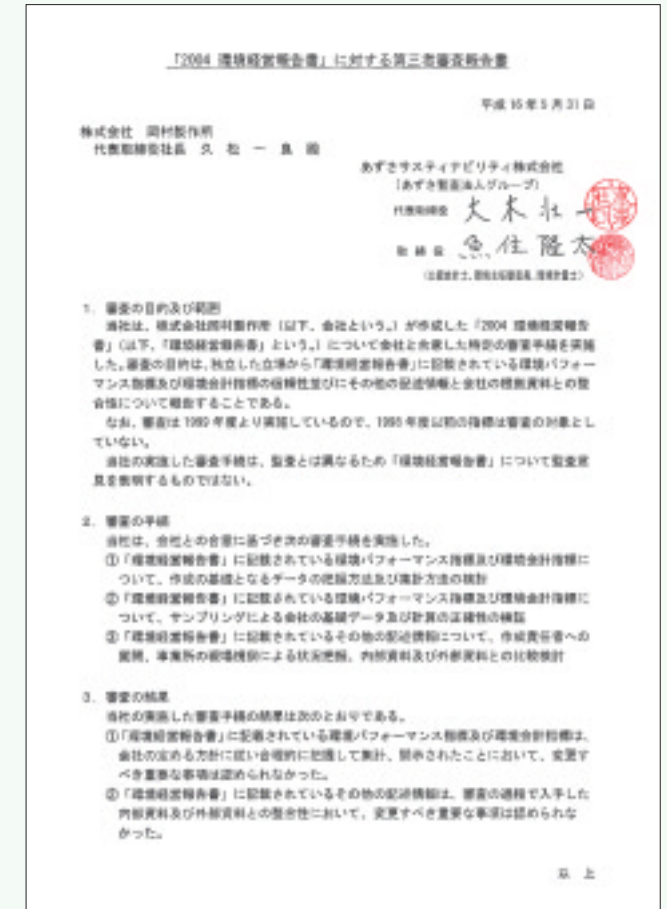 「2004 環境経営報告書」に対する第三者審査報告書
平成 16 年 5 月 31 日
株式会社 岡村製作所
代表取締役社長 久 松 一 良 殿
あずさサスティナビリティ株式会社
(あずさ監査法人グループ)
代表取締役 大木壮一
取締役 魚住隆太
(公認会計士、環境主任審査員、環境計量士)
1. 審査の目的及び範囲
当社は、株式会社岡村製作所(以下、会社という。)が作成した「2004 環境経営報告
書」(以下、「環境経営報告書」という。)について会社と合意した特定の審査手続を実施
した。審査の目的は、独立した立場から「環境経営報告書」に記載されている環境パフォー
マンス指標及び環境会計指標の信頼性並びにその他の記述情報と会社の根拠資料との整
合性について報告することである。
なお、審査は 1999 年度より実施しているので、1998 年度以前の指標は審査の対象とし
ていない。
当社の実施した審査手続は、監査とは異なるため「環境経営報告書」について監査意
見を表明するものではない。
2. 審査の手続
当社は、会社との合意に基づき次の審査手続を実施した。
①「環境経営報告書」に記載されている環境パフォーマンス指標及び環境会計指標に
ついて、作成の基礎となるデータの把握方法及び集計方法の検討
②「環境経営報告書」に記載されている環境パフォーマンス指標及び環境会計指標に
ついて、サンプリングによる会社の基礎データ及び計算の正確性の検証
③「環境経営報告書」に記載されているその他の記述情報について、作成責任者への
質問、事業所の現場視察による状況把握、内部資料及び外部資料との比較検討
3. 審査の結果
当社の実施した審査手続の結果は次のとおりである。
①「環境経営報告書」に記載されている環境パフォーマンス指標及び環境会計指標は、
会社の定める方針に従い合理的に把握して集計、開示されたことにおいて、変更す
べき重要な事項は認められなかった。
②「環境経営報告書」に記載されているその他の記述情報は、審査の過程で入手した
内部資料及び外部資料との整合性において、変更すべき重要な事項は認められな
かった。
以 上